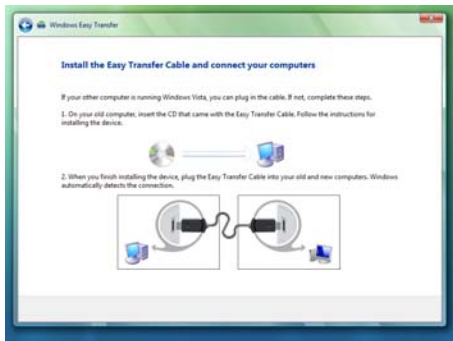 Windows Easy Transfer
Install the Easy Transfer Cable and connect your computers
If your other computer is running Windows Vista, you can plug in the cable. If not, complete these steps.
1. On your old computer, insert the CD that came with the Easy Transfer Cable. Follow the instructions for
installing the device.
2. When you finish installing the device, plug the Easy Transfer Cable into your old and new computers. Windows
automatically detects the connection.